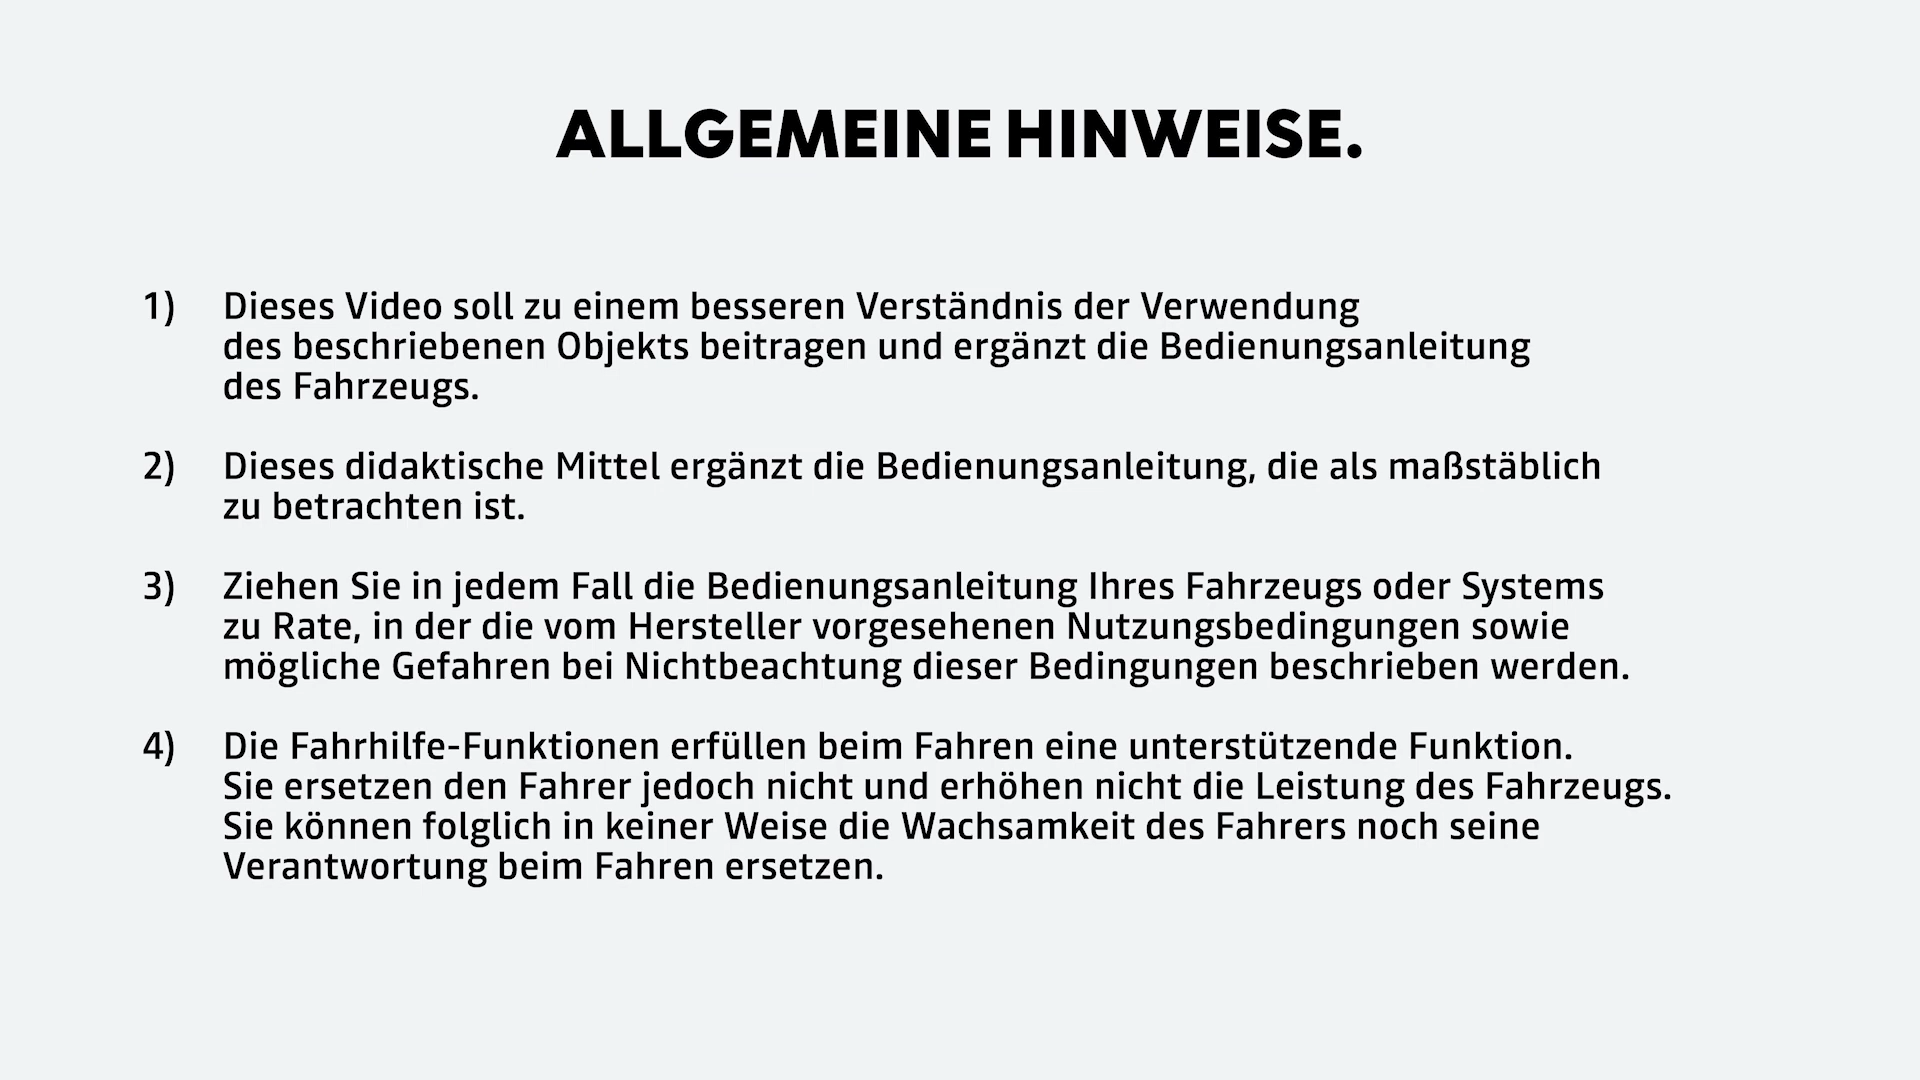 ALLGEMEINE HINWEISE.
1) Dieses Video soll zu einem besseren Verständnis der Verwendung
des beschriebenen Objekts beitragen und ergänzt die Bedienungsanleitung
des Fahrzeugs.
2) Dieses didaktische Mittel ergänzt die Bedienungsanleitung, die als maßstäblich
zu betrachten ist.
3) Ziehen Sie in jedem Fall die Bedienungsanleitung Ihres Fahrzeugs oder Systems
zu Rate, in der die vom Hersteller vorgesehenen Nutzungsbedingungen sowie
mögliche Gefahren bei Nichtbeachtung dieser Bedingungen beschrieben werden.
4) Die Fahrhilfe-Funktionen erfüllen beim Fahren eine unterstützende Funktion.
Sie ersetzen den Fahrer jedoch nicht und erhöhen nicht die Leistung des Fahrzeugs.
Sie können folglich in keiner Weise die Wachsamkeit des Fahrers noch seine
Verantwortung beim Fahren ersetzen.